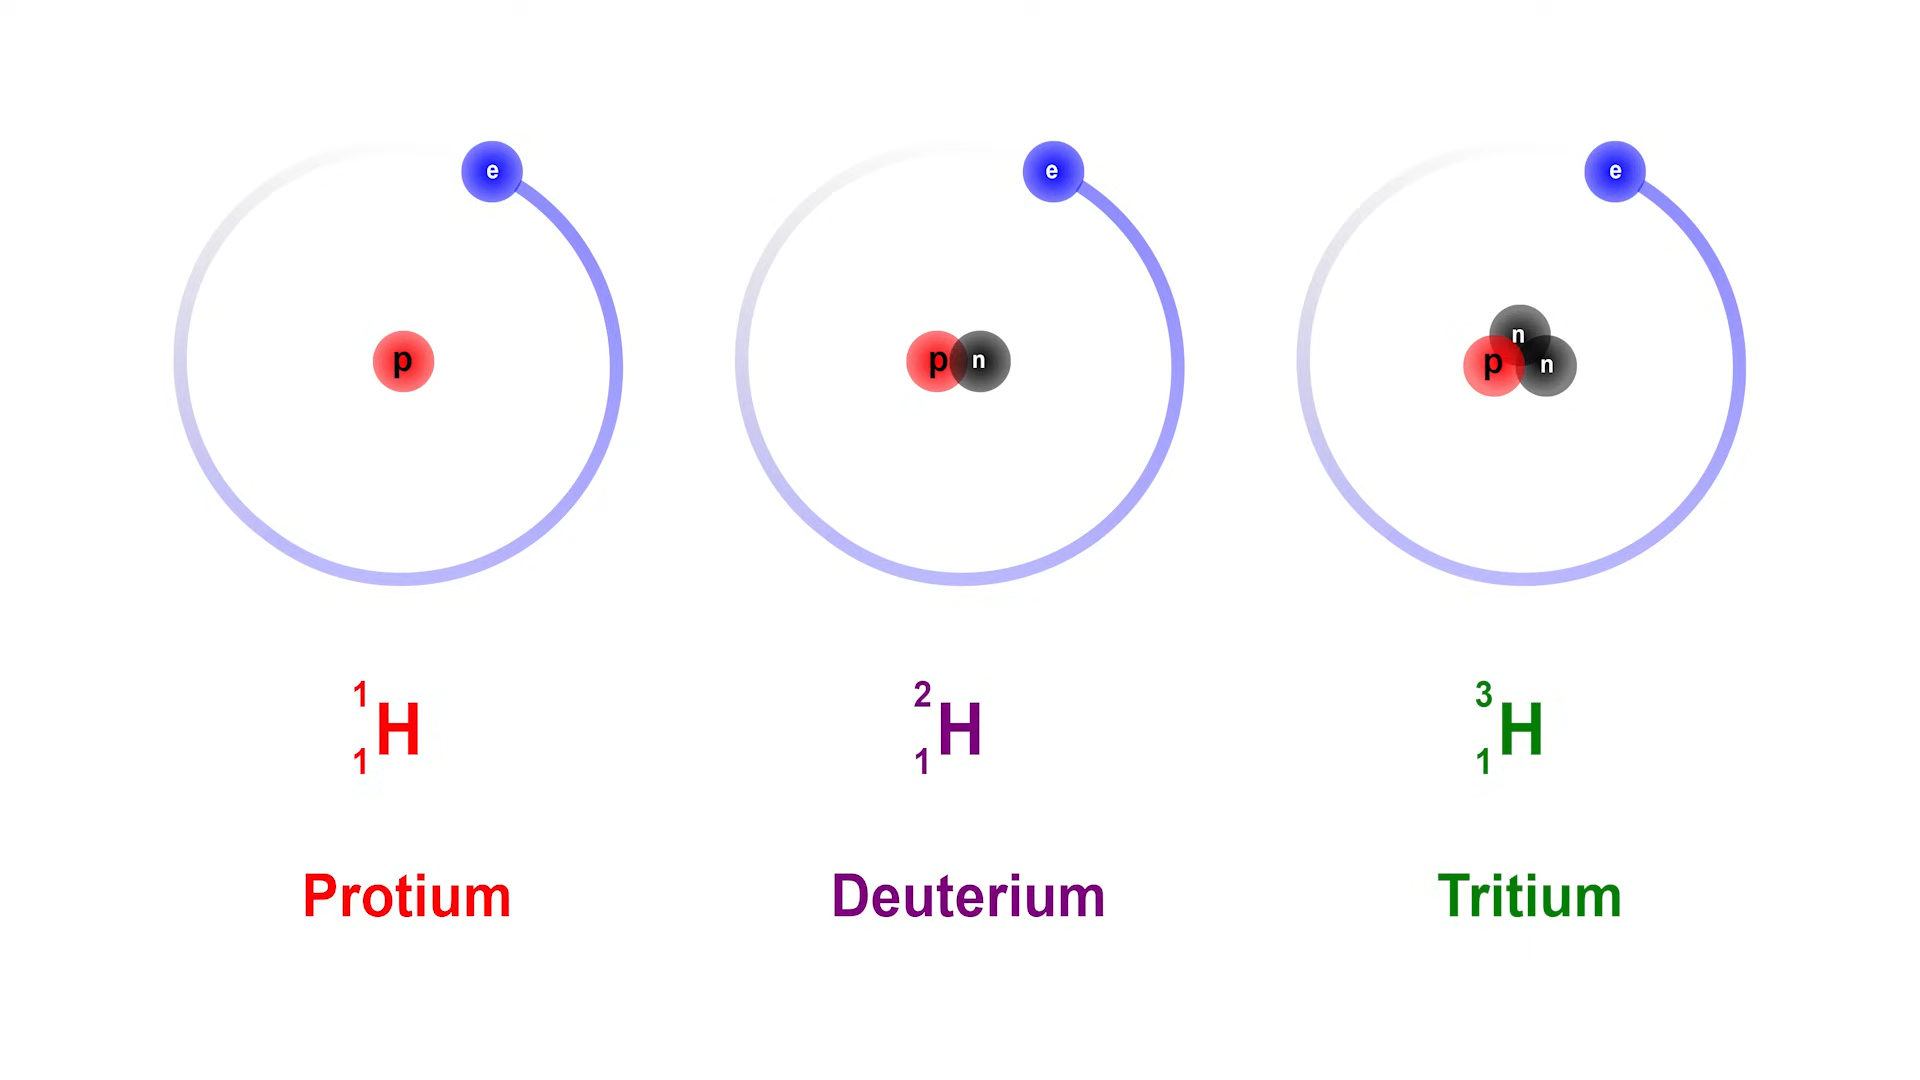 e e e
n
p p n p n
1 2 3
H H H
1 1 1
Protium Deuterium Tritium